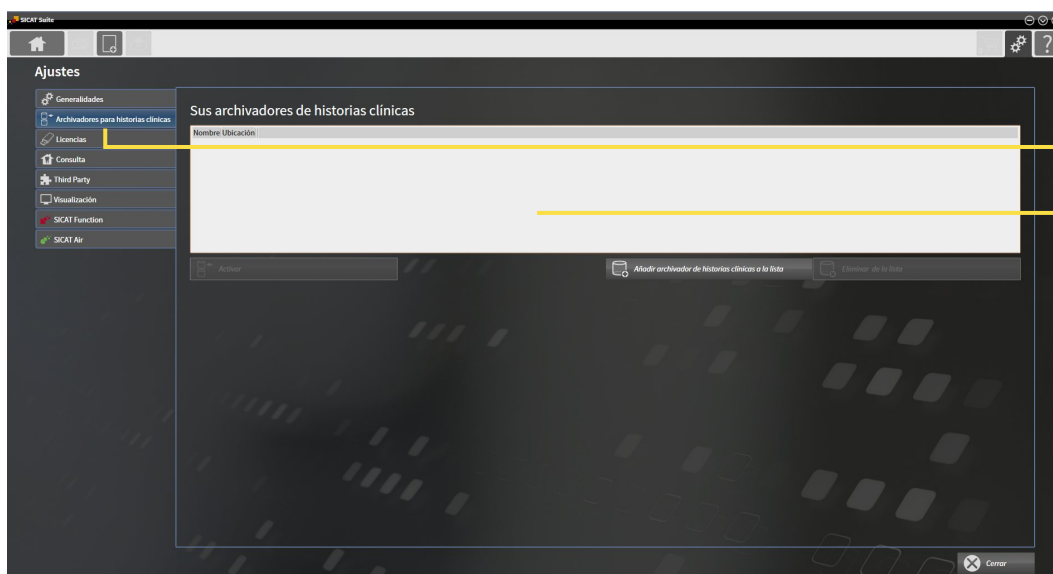 SICAT Suite
?
Ajustes
Generalidades
Archivadores para historias clínicas
Licencias
Consulta
Third Party
Visualización
SICAT Function
SICAT Air
Sus archivadores de historias clínicas
Nombre Ubicación
Activar
Añadir archivador de historias clínicas a la lista
Eliminar de la lista
Cerrar